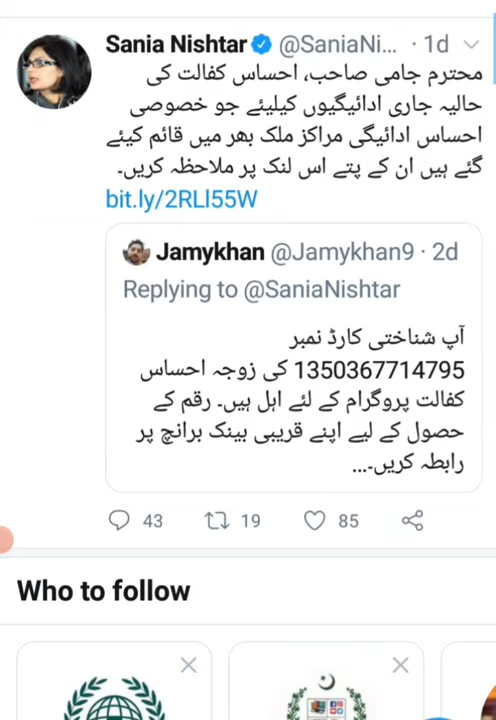 Sania Nishtar @SaniaNi... · 1d
محترم جامی صاحب، احساس کفالت کی
حالیہ جاری ادائیگیوں کیلیئے جو خصوصی
احساس ادائیگی مراکز ملک بھر میں قائم کیئے
گئے ہیں ان کے پتے اس لنک پر ملاحظہ کریں۔
bit.ly/2RLl55W
Jamykhan @Jamykhan9 · 2d
Replying to @SaniaNishtar
آپ شناختی کارڈ نمبر
1350367714795 کی زوجہ احساس
کفالت پروگرام کے لئے اہل ہیں۔ رقم کے
حصول کے لیے اپنے قریبی بینک برانچ پر
رابطہ کریں۔...
43 19 85
Who to follow